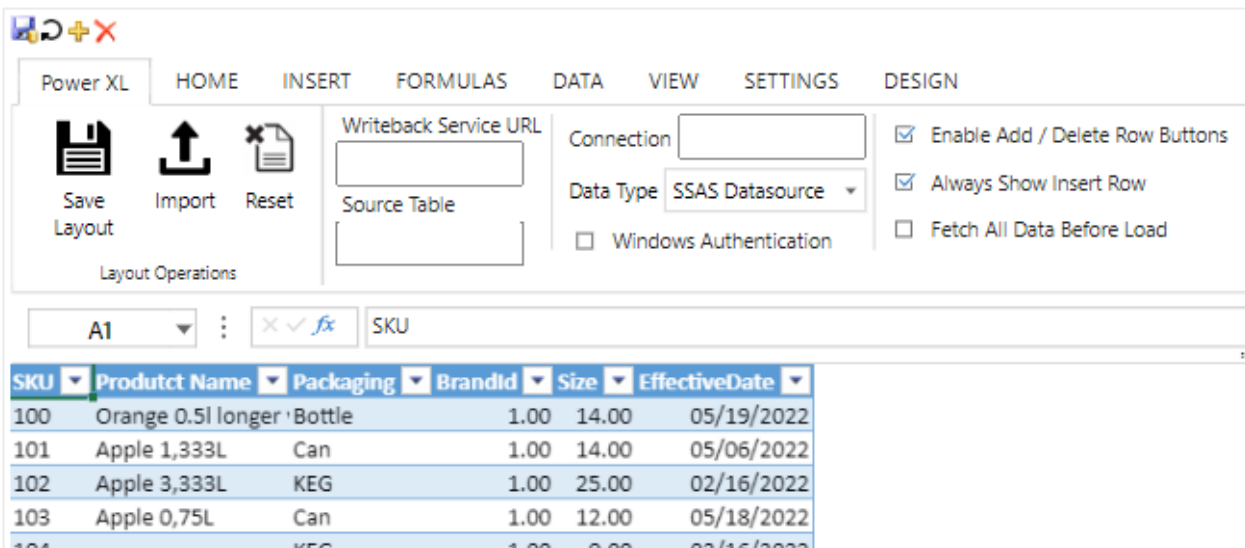 Power XL HOME INSERT FORMULAS DATA VIEW SETTINGS DESIGN
Save Layout
Import
Reset
Layout Operations
Writeback Service URL
Source Table
Connection
Data Type SSAS Datasource
Windows Authentication
Enable Add / Delete Row Buttons
Always Show Insert Row
Fetch All Data Before Load
A1 fx SKU
SKU Produtct Name Packaging BrandId Size EffectiveDate
100 Orange 0.5l longer Bottle 1.00 14.00 05/19/2022
101 Apple 1,333L Can 1.00 14.00 05/06/2022
102 Apple 3,333L KEG 1.00 25.00 02/16/2022
103 Apple 0,75L Can 1.00 12.00 05/18/2022